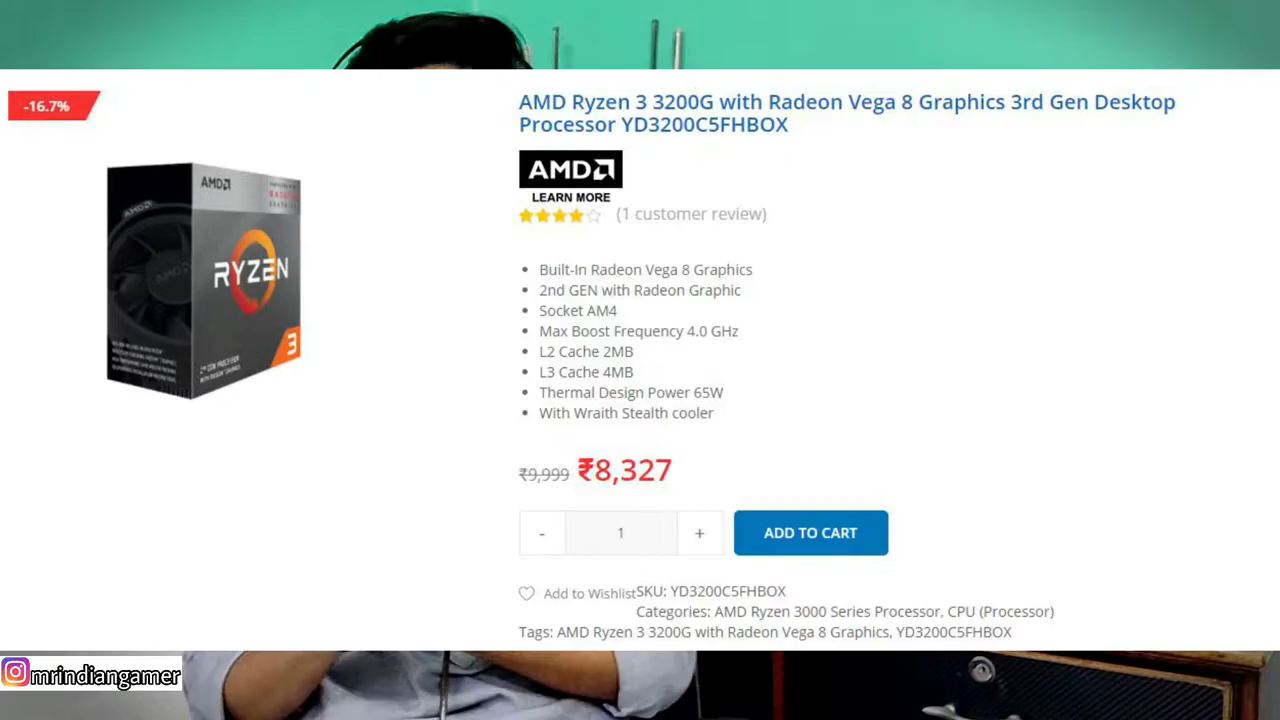 -16.7%
AMD Ryzen 3 3200G with Radeon Vega 8 Graphics 3rd Gen Desktop
Processor YD3200C5FHBOX
AMD
LEARN MORE
(1 customer review)
AMD
RYZEN
3
AMD
Built-In Radeon Vega 8 Graphics
2nd GEN with Radeon Graphic
Socket AM4
Max Boost Frequency 4.0 GHz
L2 Cache 2MB
L3 Cache 4MB
Thermal Design Power 65W
With Wraith Stealth cooler
₹9,999 ₹8,327
- 1 + ADD TO CART
Add to Wishlist SKU: YD3200C5FHBOX
Categories: AMD Ryzen 3000 Series Processor, CPU (Processor)
Tags: AMD Ryzen 3 3200G with Radeon Vega 8 Graphics, YD3200C5FHBOX
mrindiangamer